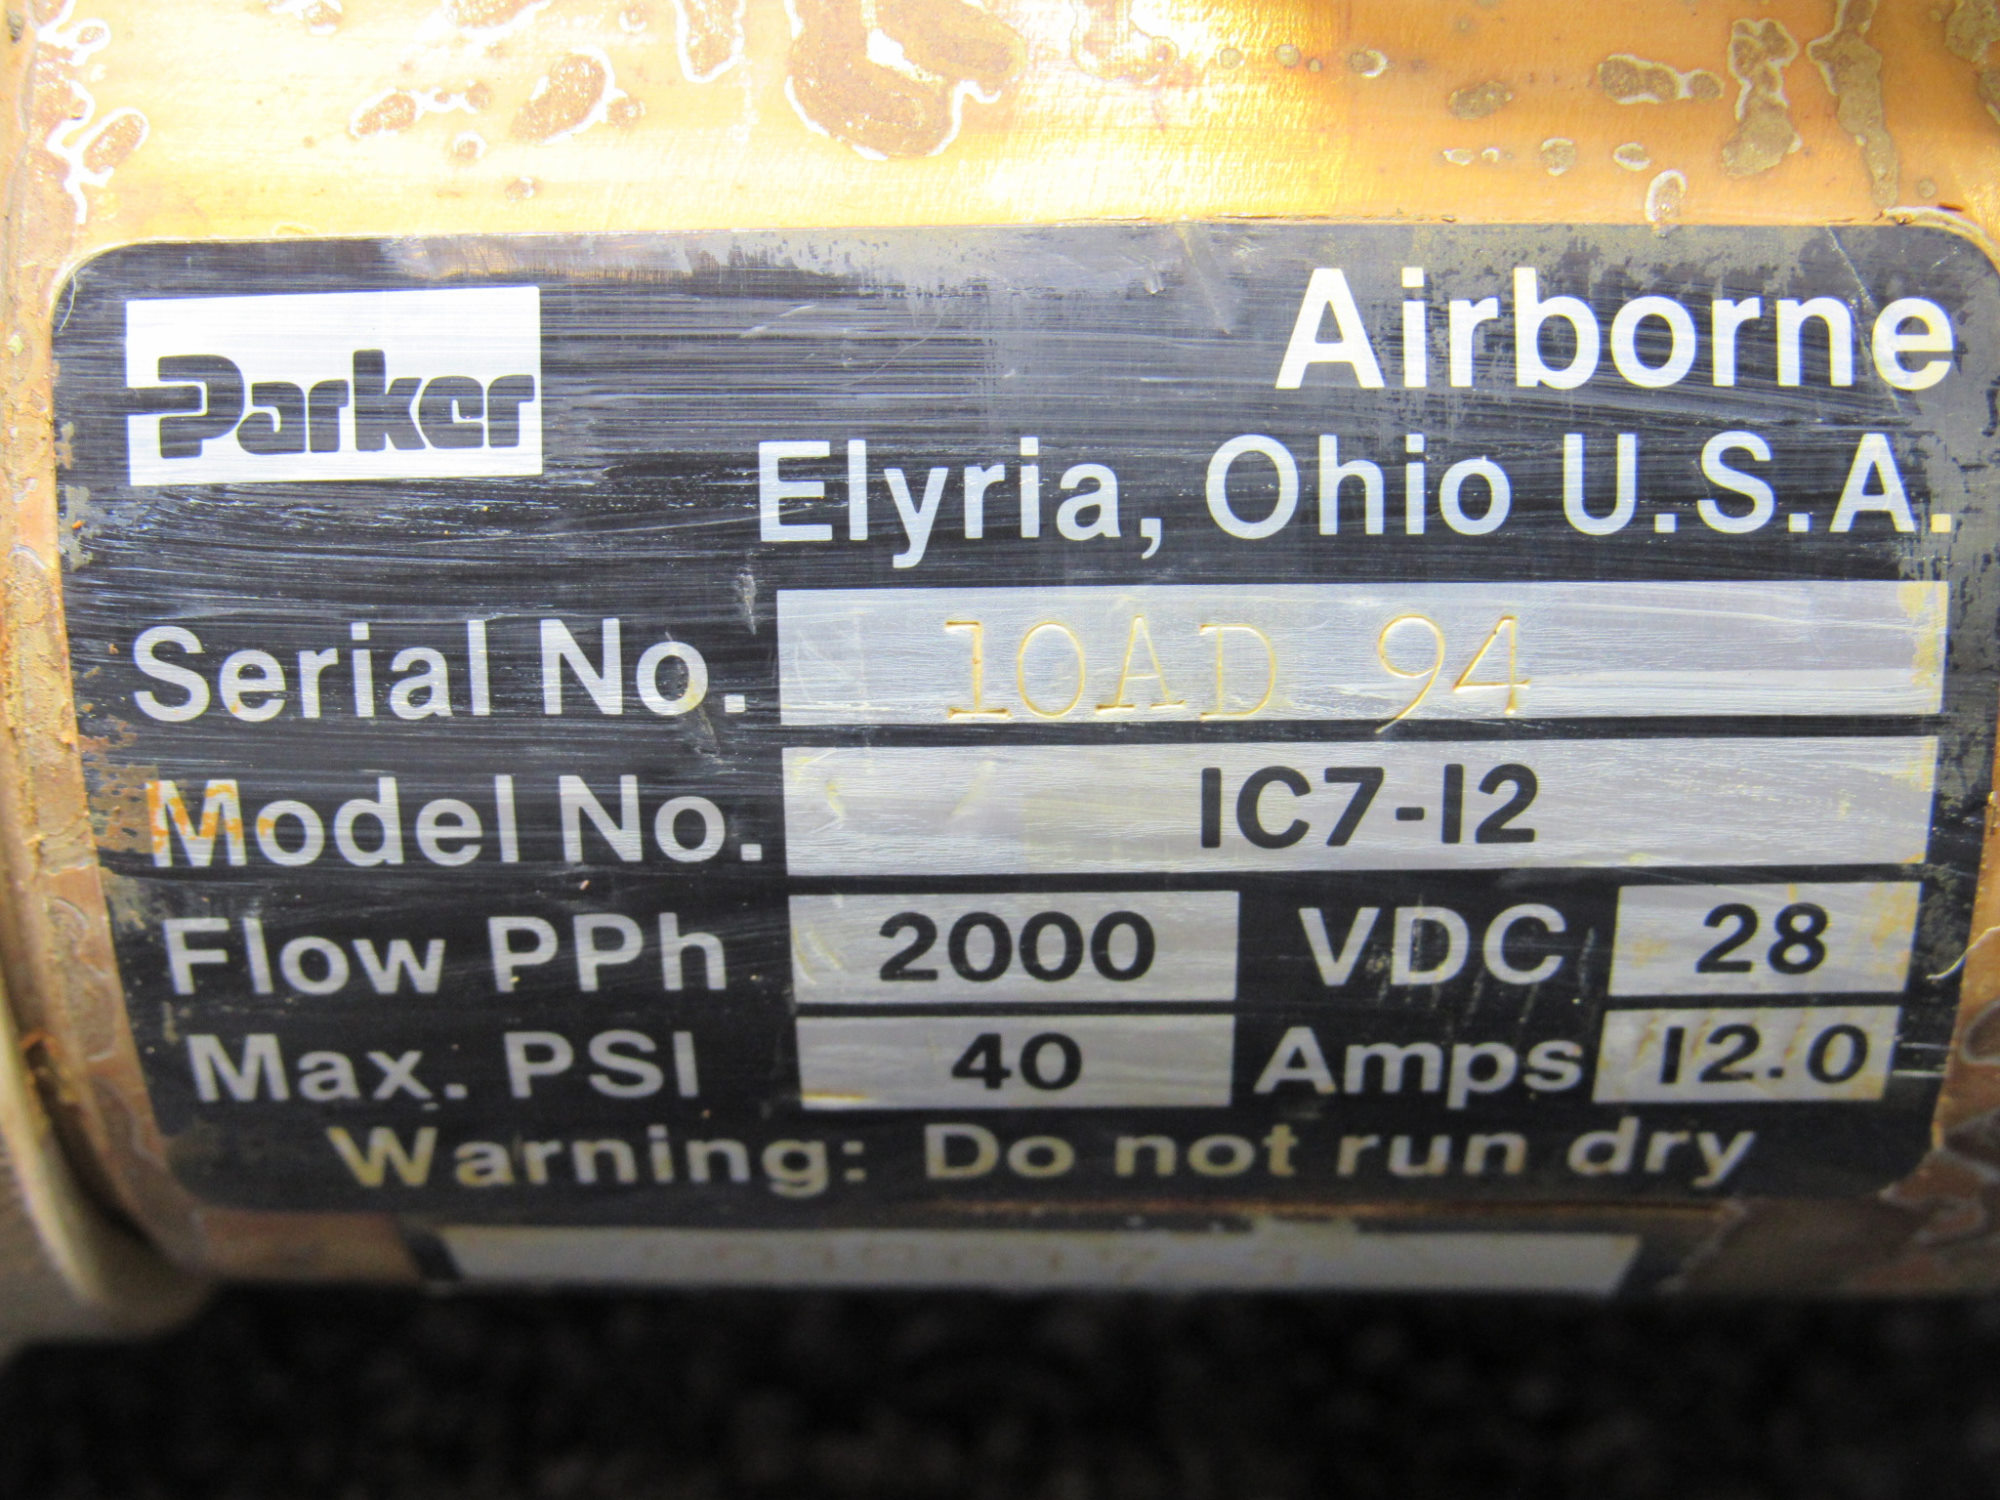 Parker
Airborne
Elyria, Ohio U.S.A.
Serial No. 10AD 94
Model No. 1C7-12
Flow PPh 2000 VDC 28
Max. PSI 40 Amps 12.0
Warning: Do not run dry